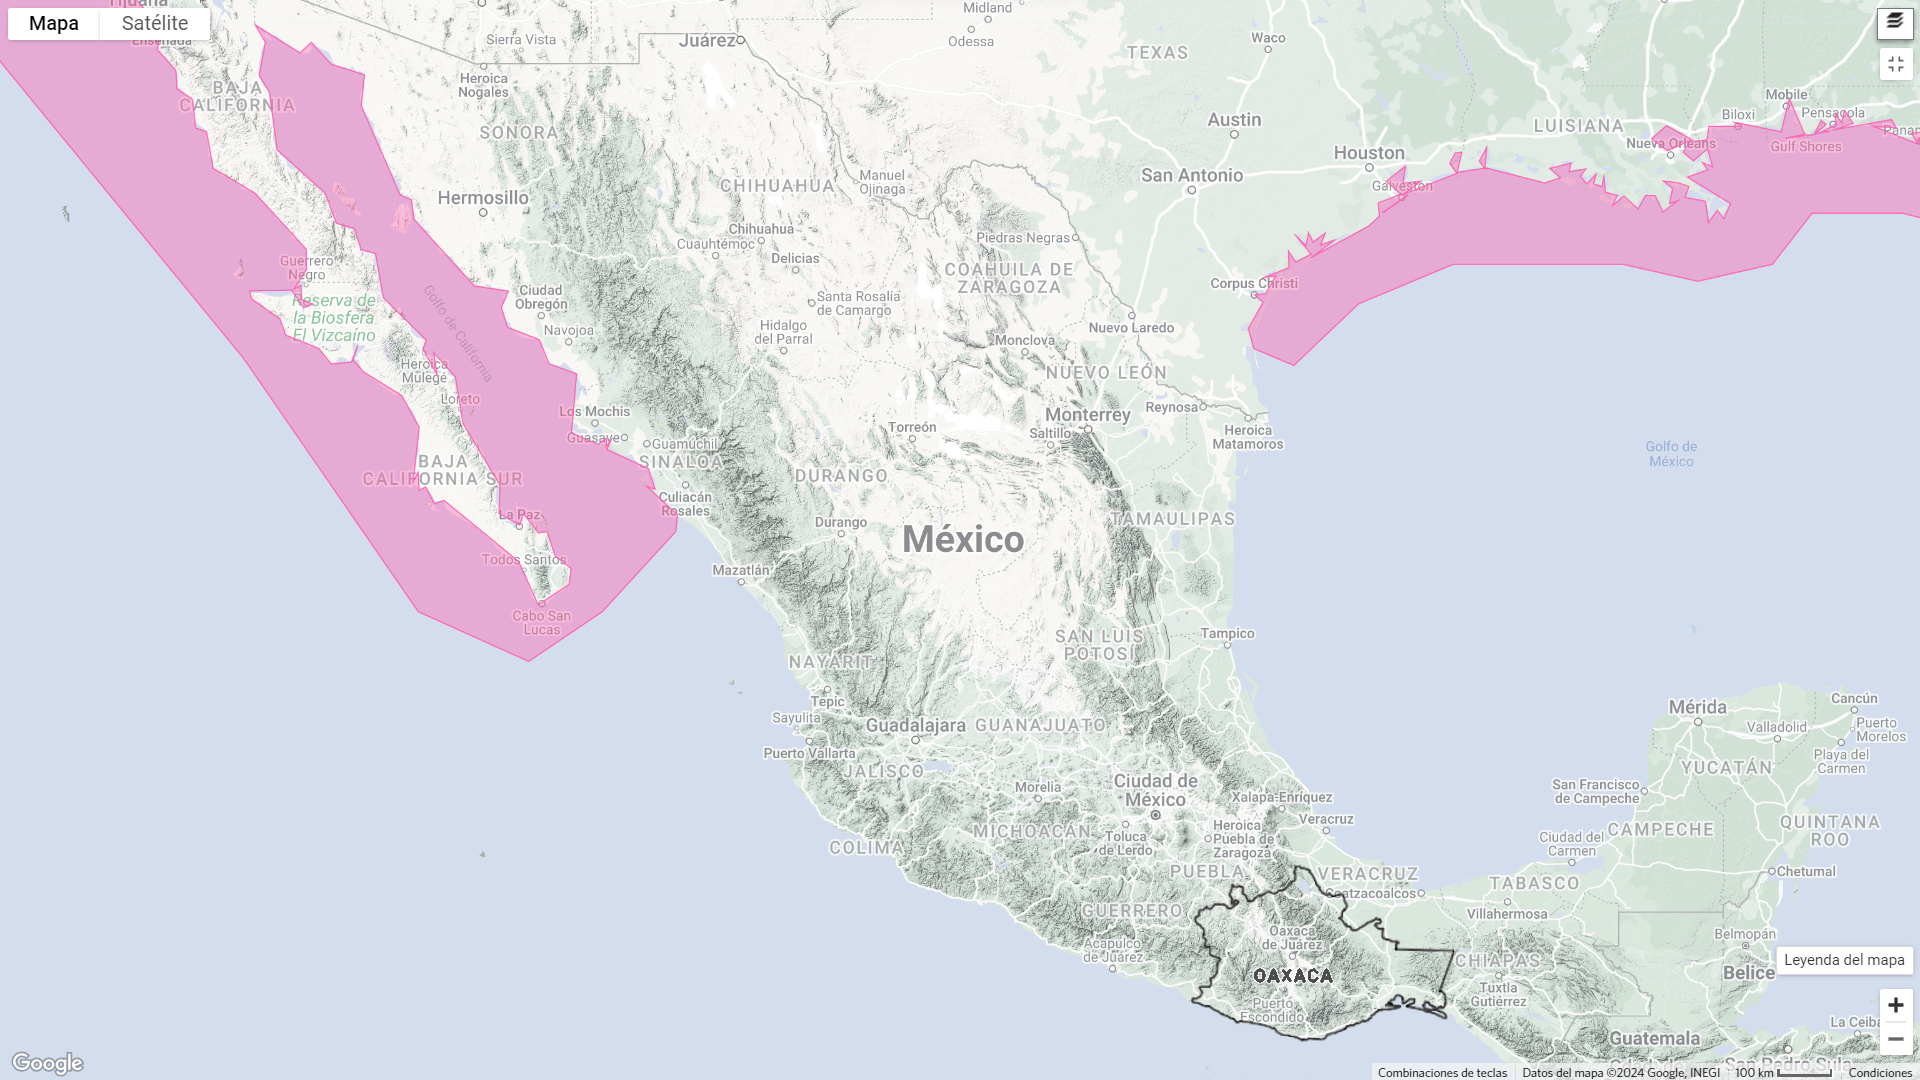 Tijuana
Mapa
Satélite
Ensenada
Sierra Vista
Juárez
Midland
Odessa
TEXAS
Waco
Mobile
Biloxi
Pensacola
Gulf Shores
LUISIANA
Nueva Orleans
Heroica
Nogales
BAJA
CALIFORNIA
SONORA
Austin
Houston
San Antonio
Galveston
CHIHUAHUA
Manuel
Ojinaga
Hermosillo
Chihuahua
Cuauhtémoc
Delicias
Piedras Negras
COAHUILA DE
ZARAGOZA
Corpus Christi
Guerrero
Negro
Reserva de
la Biosfera
El Vizcaíno
Golfo de California
Ciudad
Obregón
Navojoa
Santa Rosalía
de Camargo
Hidalgo
del Parral
Nuevo Laredo
Monclova
NUEVO LEÓN
Heroica
Mulegé
Loreto
Los Mochis
Guasave
Guamúchil
SINALOA
Torreón
Monterrey
Saltillo
Reynosa
Heroica
Matamoros
Golfo de
México
BAJA
CALIFORNIA SUR
DURANGO
Culiacán
Rosales
La Paz
Durango
TAMAULIPAS
México
Todos Santos
Mazatlán
Cabo San
Lucas
SAN LUIS
POTOSÍ
Tampico
NAYARIT
Tepic
Sayulita
Guadalajara
GUANAJUATO
Puerto Vallarta
JALISCO
Mérida
Cancún
Valladolid
Puerto
Morelos
Playa del
Carmen
YUCATÁN
Ciudad de
México
Morelia
Xalapa-Enríquez
San Francisco
de Campeche
Veracruz
MICHOACÁN
Toluca
de Lerdo
Heroica
Puebla de
Zaragoza
COLIMA
Ciudad del
Carmen
CAMPECHE
QUINTANA
ROO
PUEBLA
VERACRUZ
Coatzacoalcos
TABASCO
Chetumal
GUERRERO
Villahermosa
Acapulco
de Juárez
Oaxaca
de Juárez
OAXACA
CHIAPAS
Belmopán
Belice
Leyenda del mapa
Tuxtla
Gutiérrez
Puerto
Escondido
La Ceiba
Guatemala
San Pedro Sula
Google
Combinaciones de teclas
Datos del mapa ©2024 Google, INEGI
100 km
Condiciones